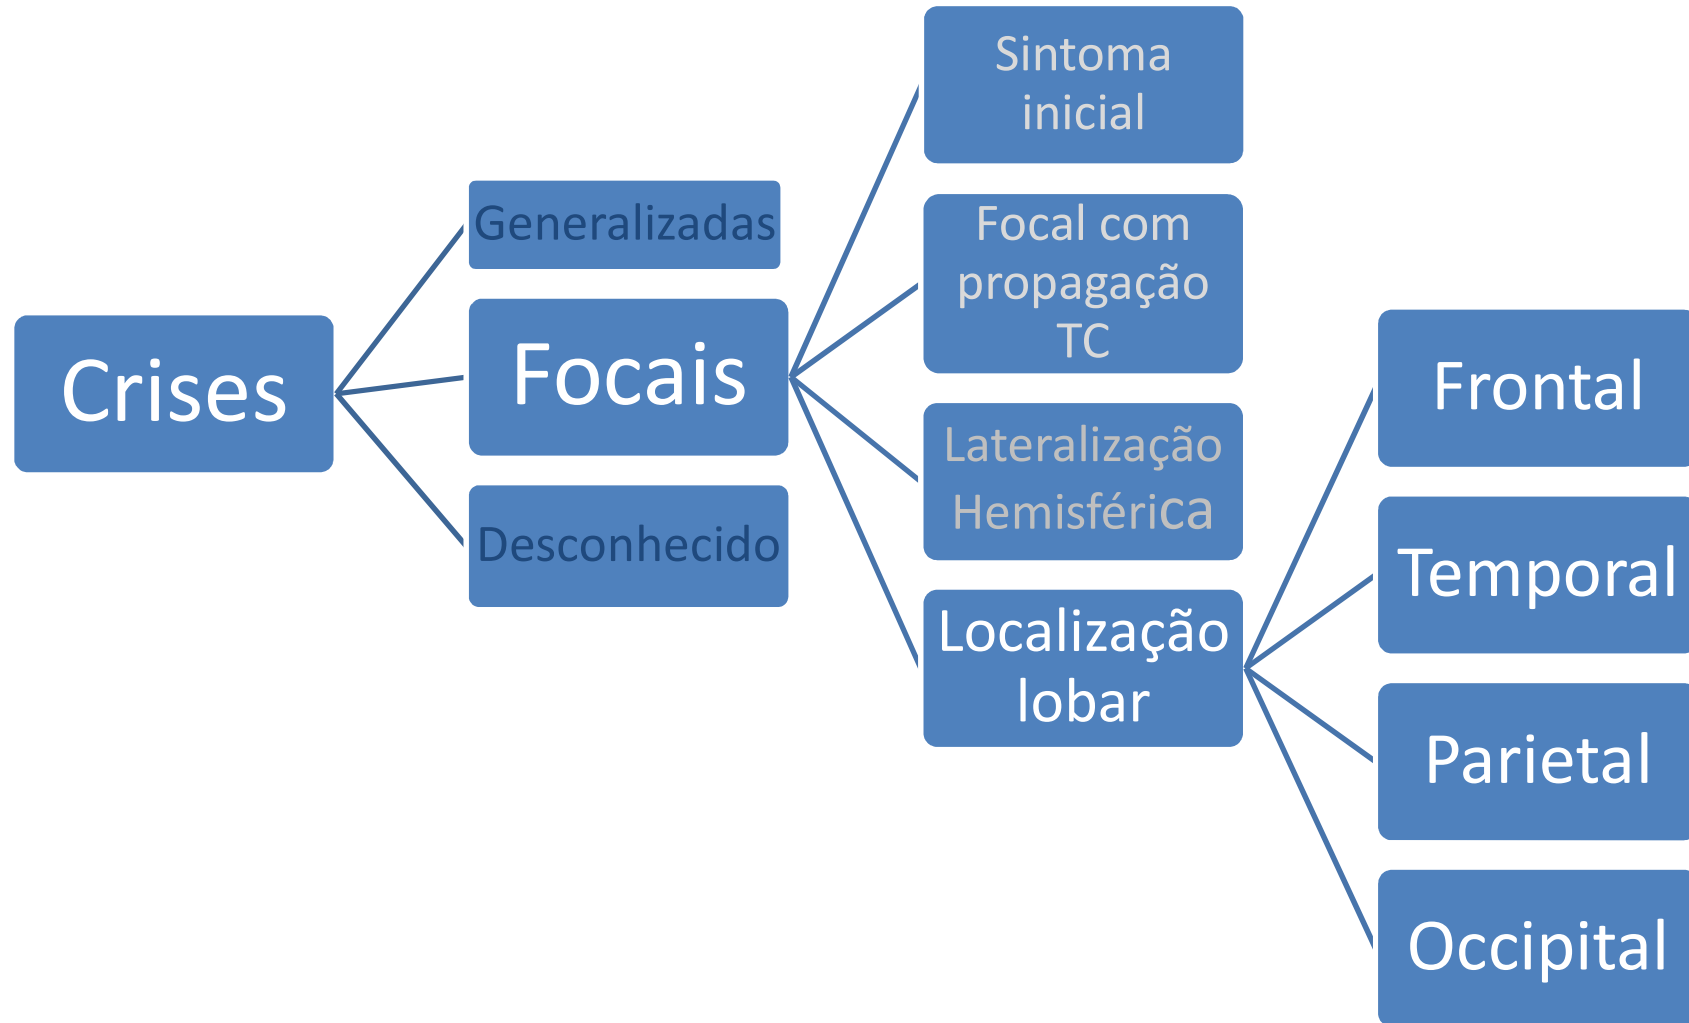 Crises
Generalizadas
Focais
Desconhecido
Sintoma
inicial
Focal com
propagação
TC
Lateralização
Hemisférica
Localização
lobar
Frontal
Temporal
Parietal
Occipital